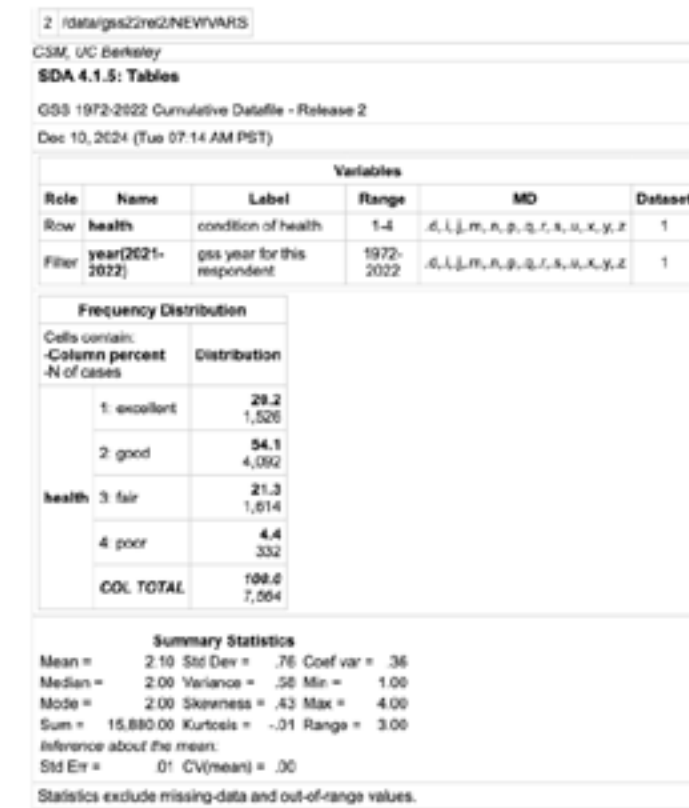 2 /data/gss22rel2/NEWVARS
CSM, UC Berkeley
SDA 4.1.5: Tables
GSS 1972-2022 Cumulative Datafile - Release 2
Dec 10, 2024 (Tue 07:14 AM PST)
Variables
Role Name Label Range MD Dataset
Row health condition of health 1-4 .d,.i,.j,.m,.n,.p,.q,.r,.s,.u,.x,.y,.z 1
Filter year(2021-2022) gss year for this respondent 1972-2022 .d,.i,.j,.m,.n,.p,.q,.r,.s,.u,.x,.y,.z 1
Frequency Distribution
Cells contain:
-Column percent
-N of cases
Distribution
health
1: excellent 20.2
1,526
2: good 54.1
4,092
3: fair 21.3
1,614
4: poor 4.4
332
COL TOTAL 100.0
7,564
Summary Statistics
Mean = 2.10 Std Dev = .76 Coef var = .36
Median = 2.00 Variance = .58 Min = 1.00
Mode = 2.00 Skewness = .43 Max = 4.00
Sum = 15,880.00 Kurtosis = -.01 Range = 3.00
Inference about the mean:
Std Err = .01 CV(mean) = .00
Statistics exclude missing-data and out-of-range values.